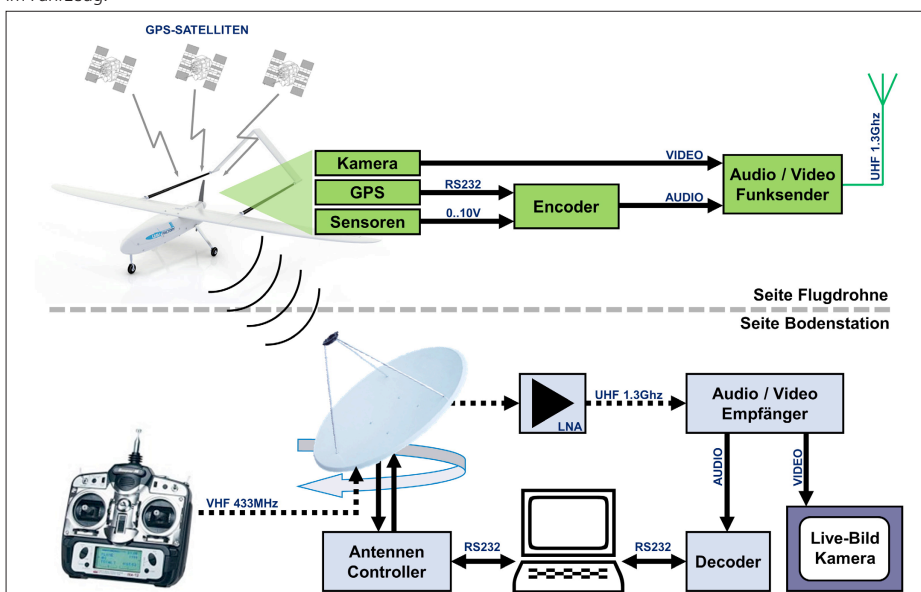 GPS-SATELLITEN
Kamera
VIDEO
GPS
RS232
Sensoren
0..10V
Encoder
AUDIO
Audio / Video
Funksender
UHF 1.3Ghz
Seite Flugdrohne
Seite Bodenstation
LNA
UHF 1.3Ghz
Audio / Video
Empfänger
AUDIO
VIDEO
VHF 433MHz
Antennen
Controller
RS232
RS232
Decoder
Live-Bild
Kamera